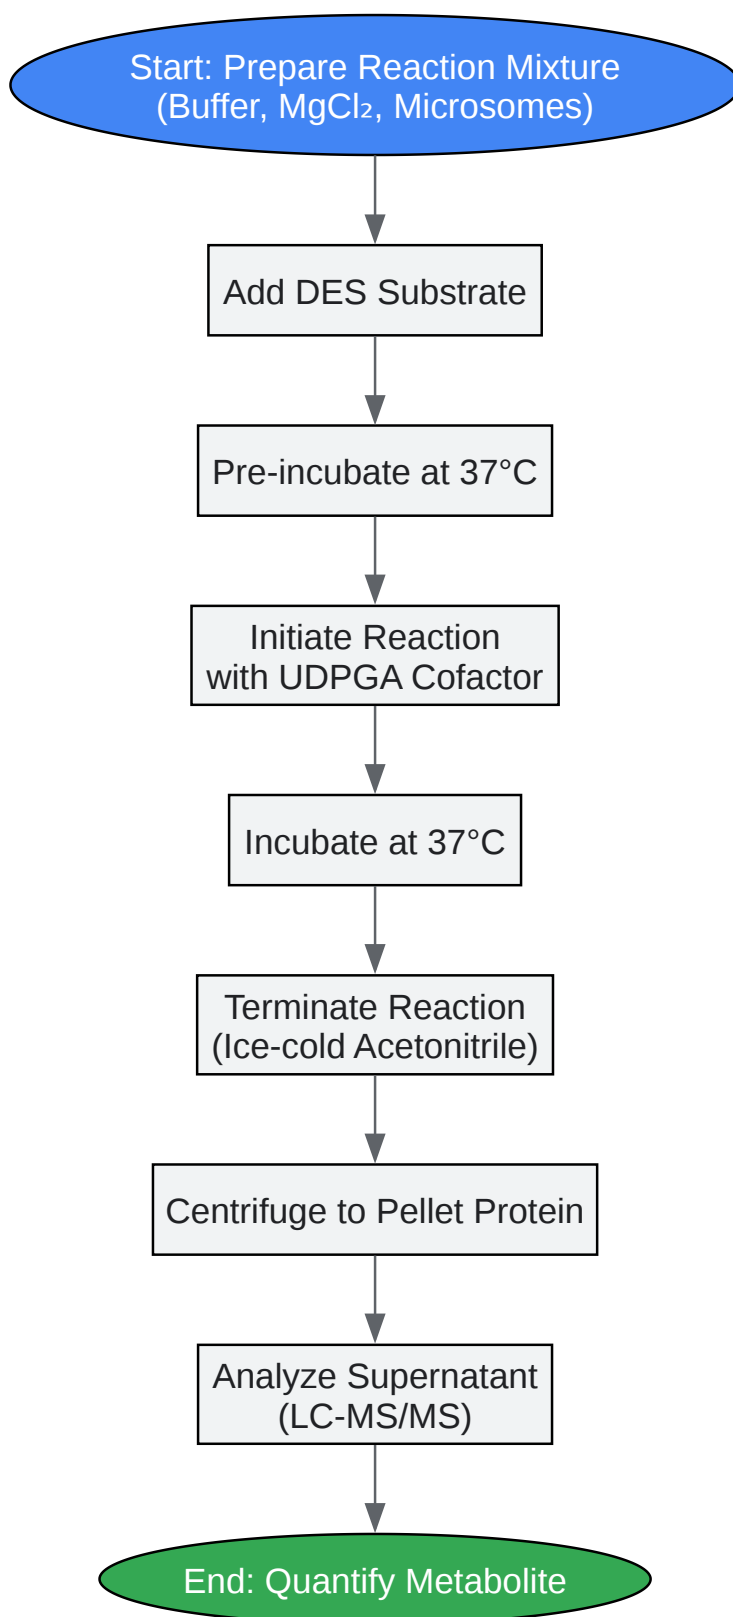 Start: Prepare Reaction Mixture
(Buffer, MgCl₂, Microsomes)
Add DES Substrate
Pre-incubate at 37°C
Initiate Reaction
with UDPGA Cofactor
Incubate at 37°C
Terminate Reaction
(Ice-cold Acetonitrile)
Centrifuge to Pellet Protein
Analyze Supernatant
(LC-MS/MS)
End: Quantify Metabolite